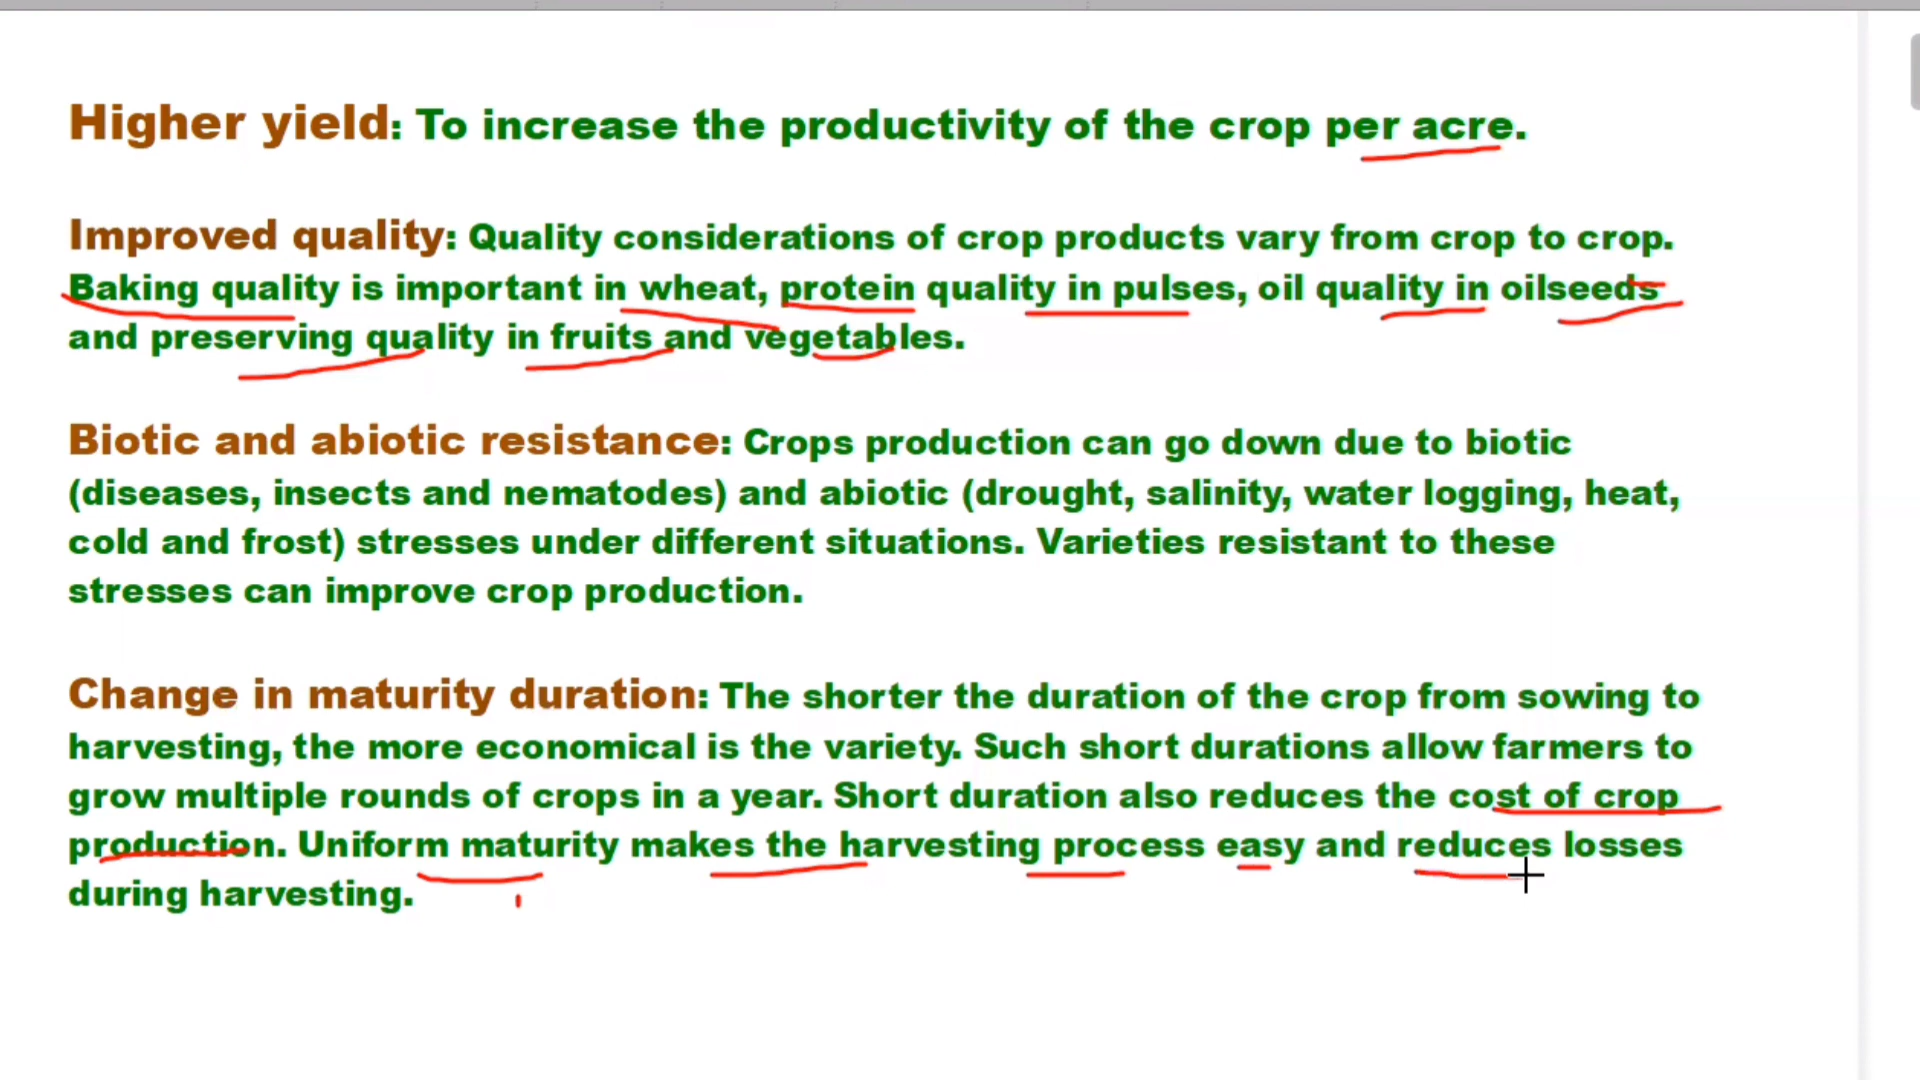 Higher yield: To increase the productivity of the crop per acre.
Improved quality: Quality considerations of crop products vary from crop to crop.
Baking quality is important in wheat, protein quality in pulses, oil quality in oilseeds
and preserving quality in fruits and vegetables.
Biotic and abiotic resistance: Crops production can go down due to biotic
(diseases, insects and nematodes) and abiotic (drought, salinity, water logging, heat,
cold and frost) stresses under different situations. Varieties resistant to these
stresses can improve crop production.
Change in maturity duration: The shorter the duration of the crop from sowing to
harvesting, the more economical is the variety. Such short durations allow farmers to
grow multiple rounds of crops in a year. Short duration also reduces the cost of crop
production. Uniform maturity makes the harvesting process easy and reduces losses
during harvesting.